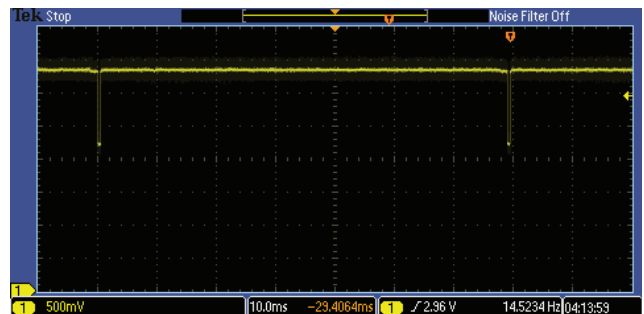 Tek Stop Noise Filter Off
T
T
1
1 500mV 10.0ms -29.4064ms 1 2.96 V 14.5234 Hz 04:13:59